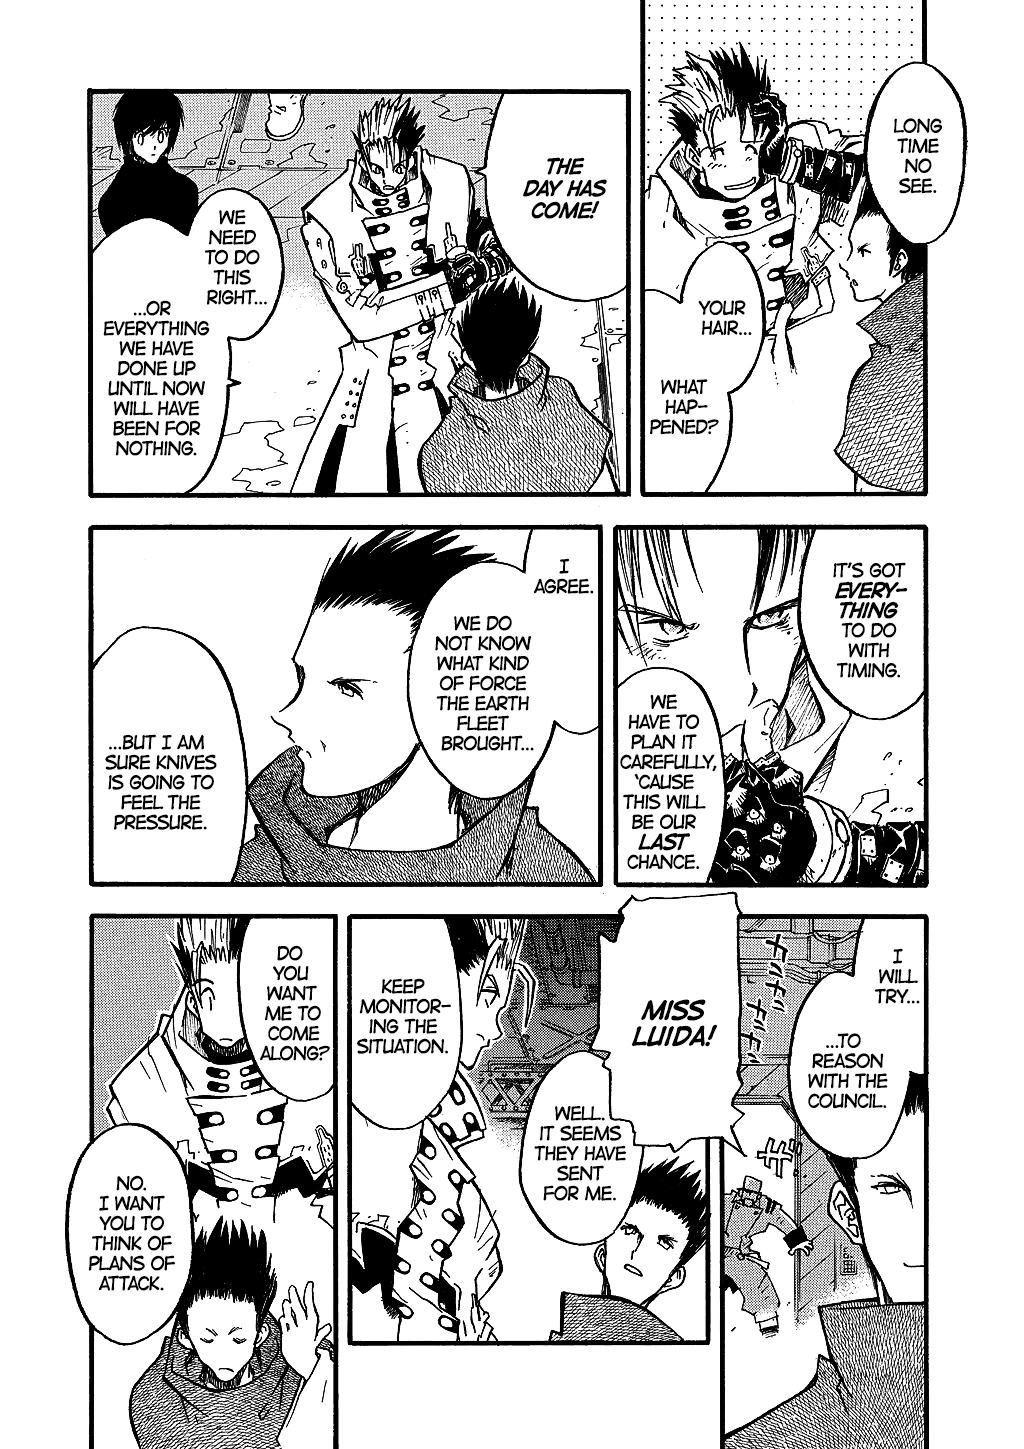 LONG
TIME
NO
SEE.
YOUR
HAIR...
WHAT
HAP-
PENED?
THE
DAY HAS
COME!
WE
NEED
TO DO
THIS
RIGHT...
...OR
EVERYTHING
WE HAVE
DONE UP
UNTIL NOW
WILL HAVE
BEEN FOR
NOTHING.
IT'S GOT
EVERY-
THING
TO DO
WITH
TIMING.
WE
HAVE TO
PLAN IT
CAREFULLY,
'CAUSE
THIS WILL
BE OUR
LAST
CHANCE.
I
AGREE.
WE DO
NOT KNOW
WHAT KIND
OF FORCE
THE EARTH
FLEET
BROUGHT...
...BUT I AM
SURE KNIVES
IS GOING TO
FEEL THE
PRESSURE.
I
WILL
TRY...
...TO
REASON
WITH THE
COUNCIL.
MISS
LUIDA!
WELL.
IT SEEMS
THEY HAVE
SENT
FOR ME.
KEEP
MONITOR-
ING THE
SITUATION.
DO
YOU
WANT
ME TO
COME
ALONG?
NO.
I WANT
YOU TO
THINK OF
PLANS OF
ATTACK.